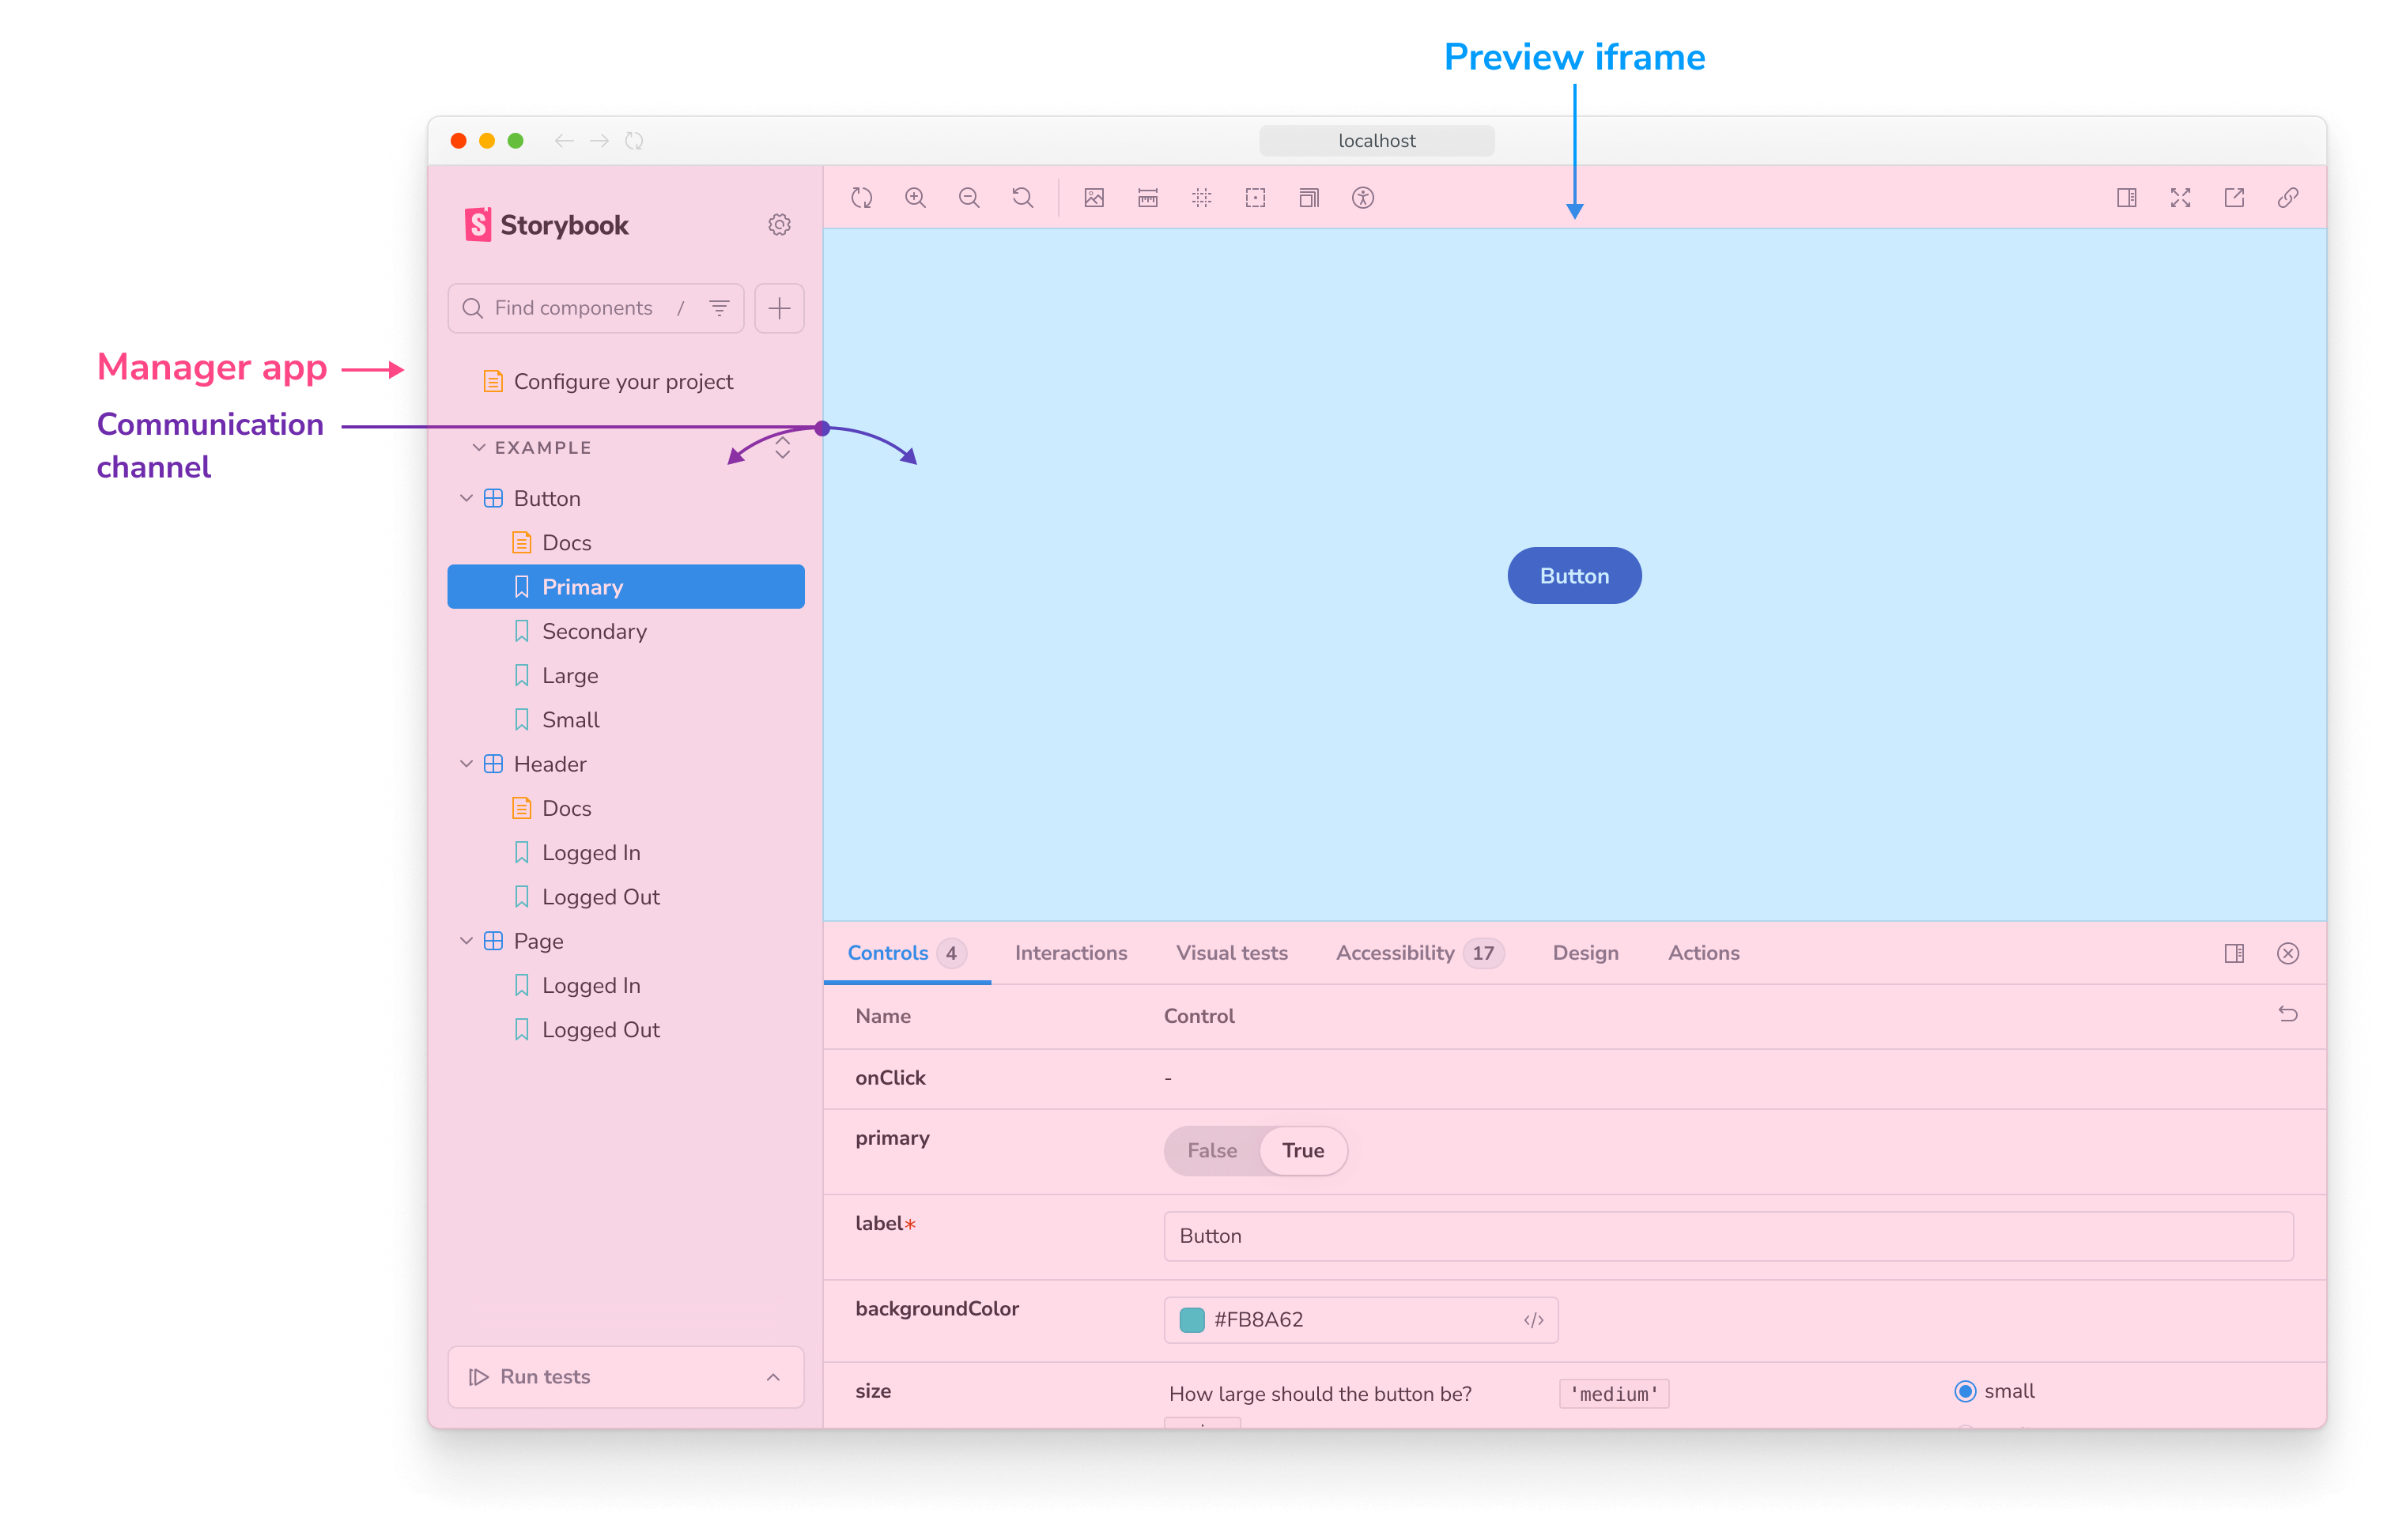 Preview iframe
localhost
Storybook
Find components /
Manager app
Configure your project
Communication
channel
EXAMPLE
Button
Docs
Primary
Secondary
Large
Small
Header
Docs
Logged In
Logged Out
Page
Logged In
Logged Out
Run tests
Button
Controls 4 Interactions Visual tests Accessibility 17 Design Actions
Name Control
onClick -
primary False True
label* Button
backgroundColor #FB8A62
size How large should the button be? 'medium' small